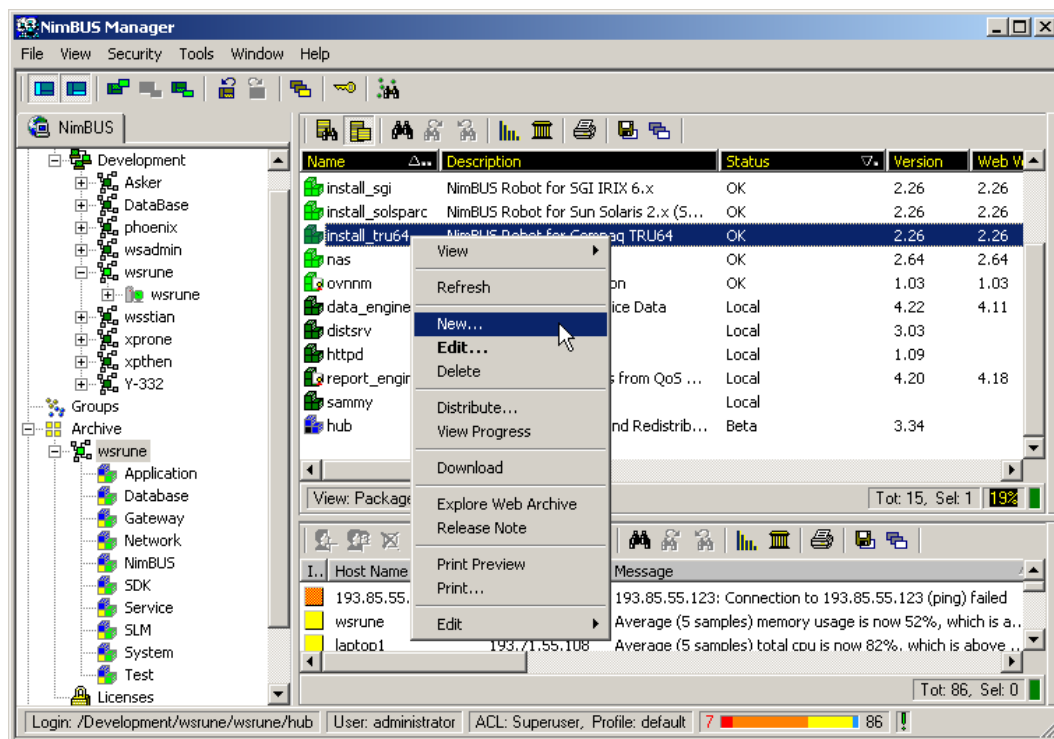 NimBUS Manager
File View Security Tools Window Help
NimBUS
Development
Asker
DataBase
phoenix
wsadmin
wsrune
wsrune
wsstian
xprone
xpthen
Y-332
Groups
Archive
wsrune
Application
Database
Gateway
Network
NimBUS
SDK
Service
SLM
System
Test
Licenses
Name Description Status Version Web
install_sgi NimBUS Robot for SGI IRIX 6.x OK 2.26 2.26
install_solsparc NimBUS Robot for Sun Solaris 2.x (S... OK 2.26 2.26
install_tru64 NimBUS Robot for Compaq TRU64 OK 2.26 2.26
nas OK 2.64 2.64
ovnnm on OK 1.03 1.03
data_engine ice Data Local 4.22 4.11
distsrv Local 3.03
httpd Local 1.09
report_engin s from QoS ... Local 4.20 4.18
sammy Local
hub nd Redistrib... Beta 3.34
View
Refresh
New...
Edit...
Delete
Distribute...
View Progress
Download
Explore Web Archive
Release Note
Print Preview
Print...
Edit
View: Package Tot: 15, Sel: 1 19%
I.. Host Name Message
193.85.55. 193.85.55.123: Connection to 193.85.55.123 (ping) failed
wsrune Average (5 samples) memory usage is now 52%, which is a..
laptop1 193.71.55.108 Average (5 samples) total cpu is now 82%, which is above ..
Tot: 86, Sel: 0
Login: /Development/wsrune/wsrune/hub User: administrator ACL: Superuser, Profile: default 7 86